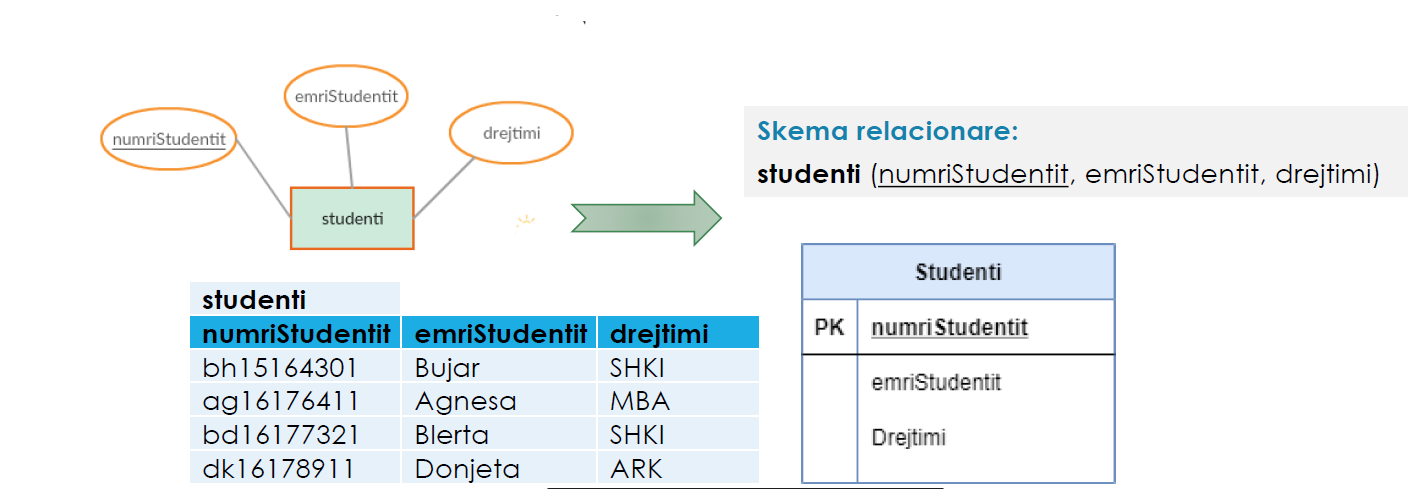 emriStudentit
numriStudentit
drejtimi
studenti
Skema relacionare:
studenti (numriStudentit, emriStudentit, drejtimi)
studenti
numriStudentit emriStudentit drejtimi
bh15164301 Bujar SHKI
ag16176411 Agnesa MBA
bd16177321 Blerta SHKI
dk16178911 Donjeta ARK
Studenti
PK numriStudentit
emriStudentit
Drejtimi